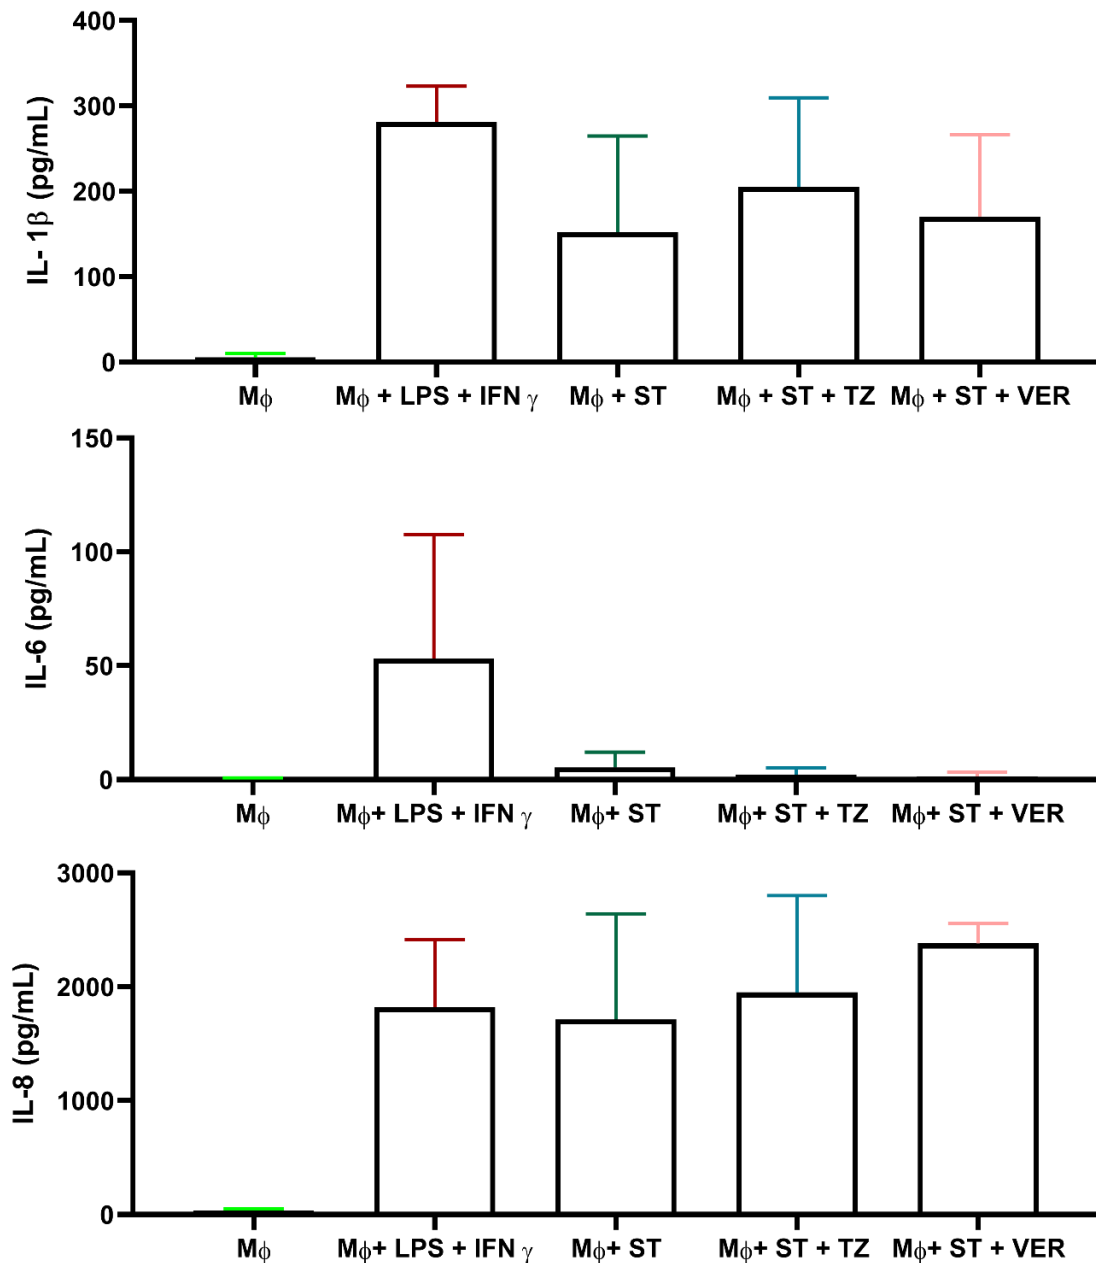 400
300
200
100
0
IL- 1β (pg/mL)
Mϕ Mϕ + LPS + IFN γ Mϕ + ST Mϕ + ST + TZ Mϕ + ST + VER
150
100
50
0
IL-6 (pg/mL)
Mϕ Mϕ+ LPS + IFN γ Mϕ+ ST Mϕ+ ST + TZ Mϕ+ ST + VER
3000
2000
1000
0
IL-8 (pg/mL)
Mϕ Mϕ+ LPS + IFN γ Mϕ+ ST Mϕ+ ST + TZ Mϕ+ ST + VER